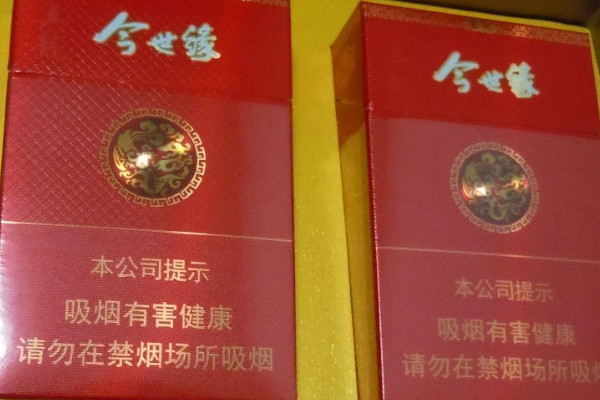 今世缘
本公司提示
吸烟有害健康
请勿在禁烟场所吸烟
今世缘
本公司提示
吸烟有害健康
请勿在禁烟场所吸